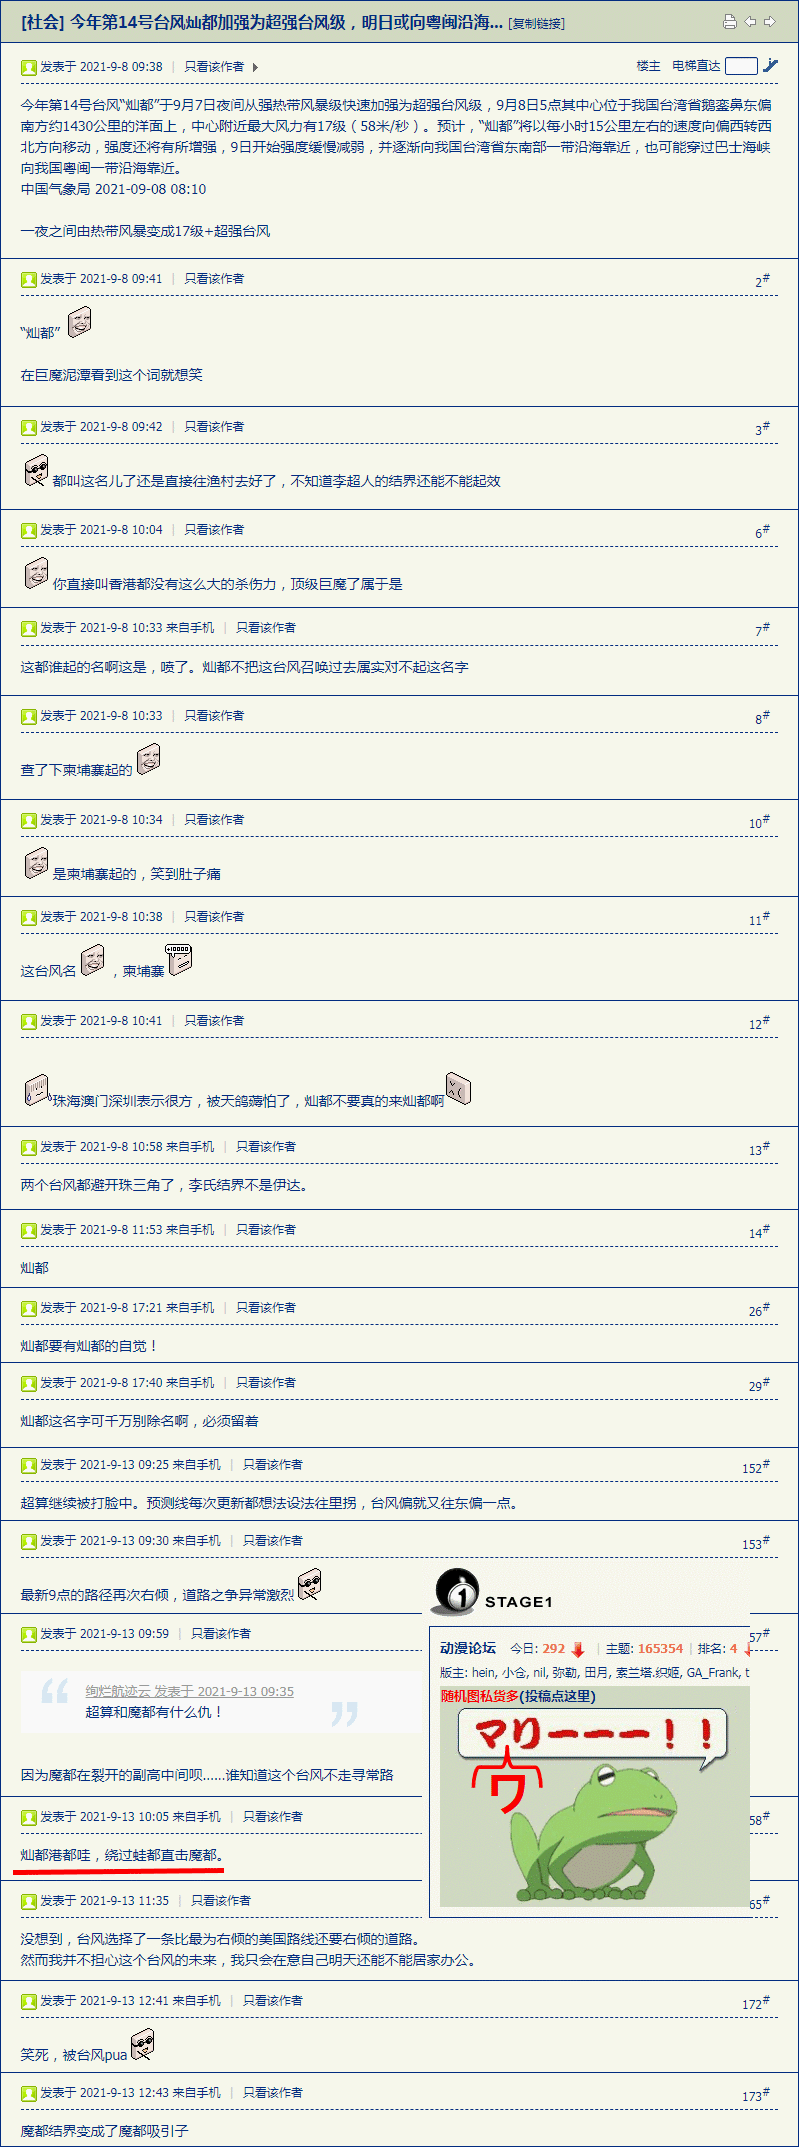 [社会] 今年第14号台风灿都加强为超强台风级，明日或向粤闽沿海... [复制链接]
发表于 2021-9-8 09:38 | 只看该作者 楼主 电梯直达
今年第14号台风“灿都”于9月7日夜间从强热带风暴级快速加强为超强台风级，9月8日5点其中心位于我国台湾省鹅銮鼻东偏
南方约1430公里的洋面上，中心附近最大风力有17级（58米/秒）。预计，“灿都”将以每小时15公里左右的速度向偏西转西
北方向移动，强度还将有所增强，9日开始强度缓慢减弱，并逐渐向我国台湾省东南部一带沿海靠近，也可能穿过巴士海峡
向我国粤闽一带沿海靠近。
中国气象局 2021-09-08 08:10
一夜之间由热带风暴变成17级+超强台风
发表于 2021-9-8 09:41 | 只看该作者 2#
“灿都”
在巨魔泥潭看到这个词就想笑
发表于 2021-9-8 09:42 | 只看该作者 3#
都叫这名儿了还是直接往渔村去好了，不知道李超人的结界还能不能起效
发表于 2021-9-8 10:04 | 只看该作者 6#
你直接叫香港都没有这么大的杀伤力，顶级巨魔了属于是
发表于 2021-9-8 10:33 来自手机 | 只看该作者 7#
这都谁起的名啊这是，喷了。灿都不把这台风召唤过去属实对不起这名字
发表于 2021-9-8 10:33 | 只看该作者 8#
查了下柬埔寨起的
发表于 2021-9-8 10:34 | 只看该作者 10#
是柬埔寨起的，笑到肚子痛
发表于 2021-9-8 10:38 | 只看该作者 11#
这台风名 ，柬埔寨 +10000
发表于 2021-9-8 10:41 | 只看该作者 12#
珠海澳门深圳表示很方，被天鸽薅怕了，灿都不要真的来灿都啊
发表于 2021-9-8 10:58 来自手机 | 只看该作者 13#
两个台风都避开珠三角了，李氏结界不是伊达。
发表于 2021-9-8 11:53 来自手机 | 只看该作者 14#
灿都
发表于 2021-9-8 17:21 来自手机 | 只看该作者 26#
灿都要有灿都的自觉！
发表于 2021-9-8 17:40 来自手机 | 只看该作者 29#
灿都这名字可千万别除名啊，必须留着
发表于 2021-9-13 09:25 来自手机 | 只看该作者 152#
超算继续被打脸中。预测线每次更新都想法设法往里拐，台风偏就又往东偏一点。
发表于 2021-9-13 09:30 来自手机 | 只看该作者 153#
最新9点的路径再次右倾，道路之争异常激烈
发表于 2021-9-13 09:59 | 只看该作者 57#
绚烂航迹云 发表于 2021-9-13 09:35
超算和魔都有什么仇！
因为魔都在裂开的副高中间呗......谁知道这个台风不走寻常路
发表于 2021-9-13 10:05 来自手机 | 只看该作者 58#
灿都港都哇，绕过蛙都直击魔都。
1 STAGE1
动漫论坛 今日: 292 | 主题: 165354 | 排名: 4
版主: hein, 小仓, nil, 弥勒, 田月, 索兰塔.织姬, GA_Frank, t
随机图私货多(投稿点这里)
マリーーー！！
ワ
发表于 2021-9-13 11:35 | 只看该作者 65#
没想到，台风选择了一条比最为右倾的美国路线还要右倾的道路。
然而我并不担心这个台风的未来，我只会在意自己明天还能不能居家办公。
发表于 2021-9-13 12:41 来自手机 | 只看该作者 172#
笑死，被台风pua
发表于 2021-9-13 12:43 来自手机 | 只看该作者 173#
魔都结界变成了魔都吸引子